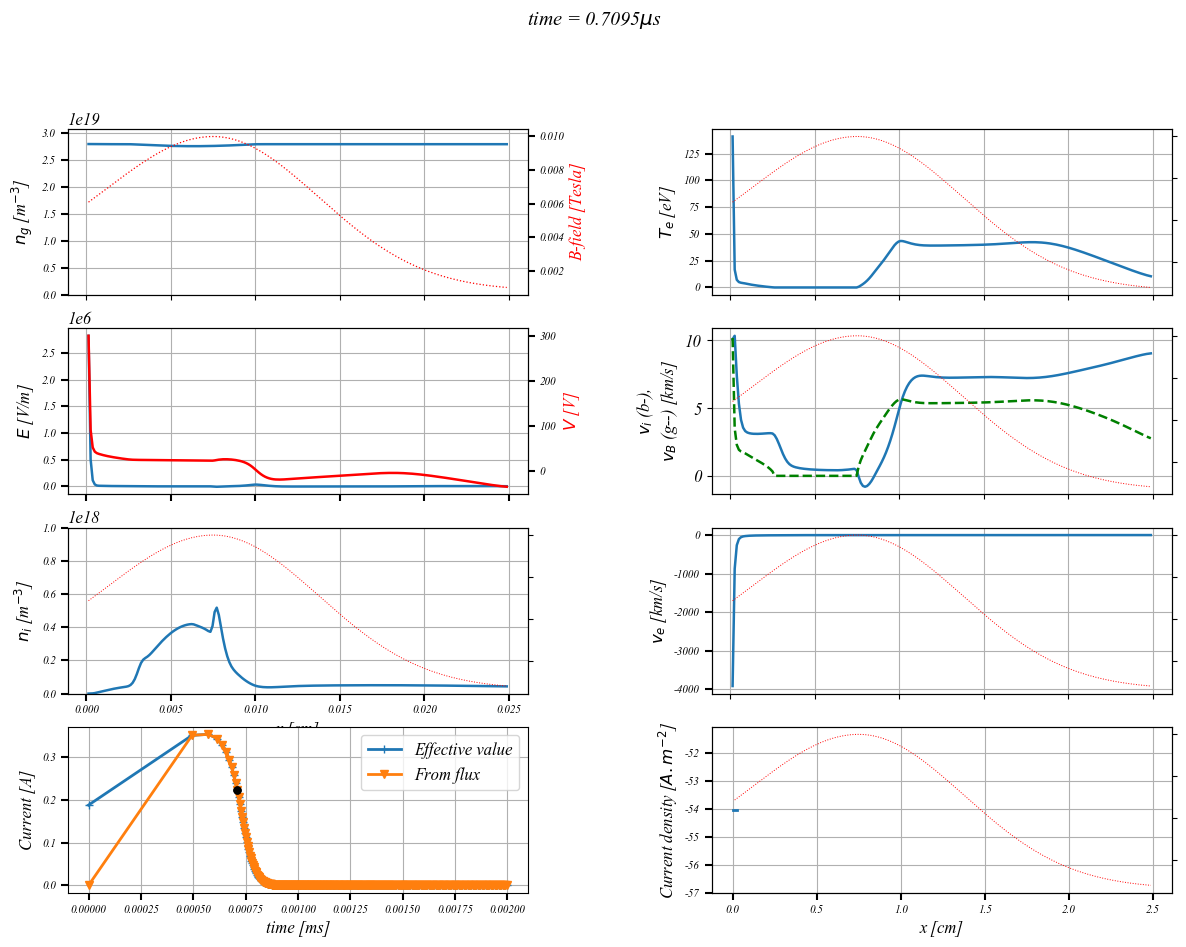 time = 0.7095μs
1e19
3.0
2.5
2.0
1.5
1.0
0.5
0.0
n_g [m⁻³]
0.010
0.008
0.006
0.004
0.002
B-field [Tesla]
125
100
75
50
25
0
T_e [eV]
1e6
2.5
2.0
1.5
1.0
0.5
0.0
E [V/m]
300
200
100
0
V [V]
10
5
0
v_i (b-),
v_B (g--) [km/s]
1e18
1.0
0.8
0.6
0.4
0.2
0.0
n_i [m⁻³]
0.000 0.005 0.010 0.015 0.020 0.025
0
-1000
-2000
-3000
-4000
v_e [km/s]
0.3
0.2
0.1
0.0
Current [A]
Effective value
From flux
0.00000 0.00025 0.00050 0.00075 0.00100 0.00125 0.00150 0.00175 0.00200
time [ms]
-52
-53
-54
-55
-56
-57
Current density [A.m⁻²]
0.0 0.5 1.0 1.5 2.0 2.5
x [cm]